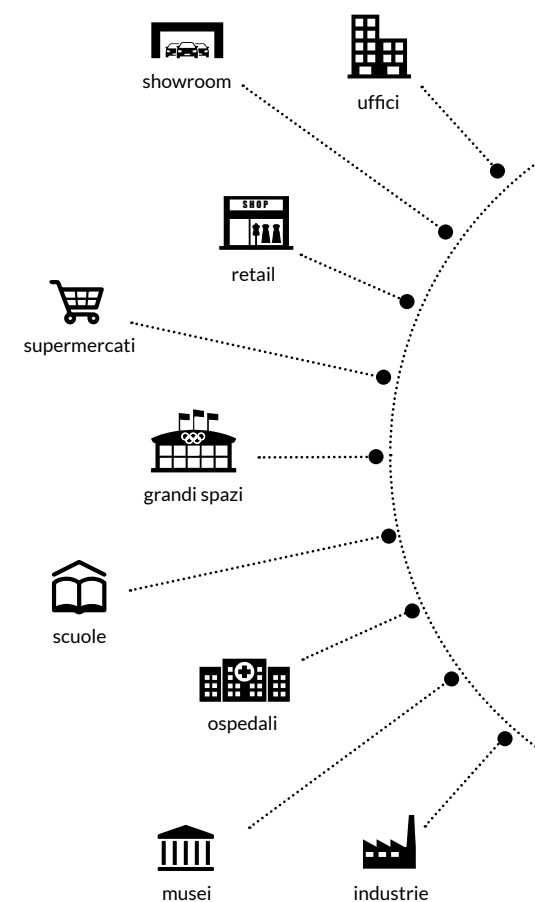 showroom
uffici
SHOP
retail
supermercati
grandi spazi
scuole
ospedali
musei
industrie